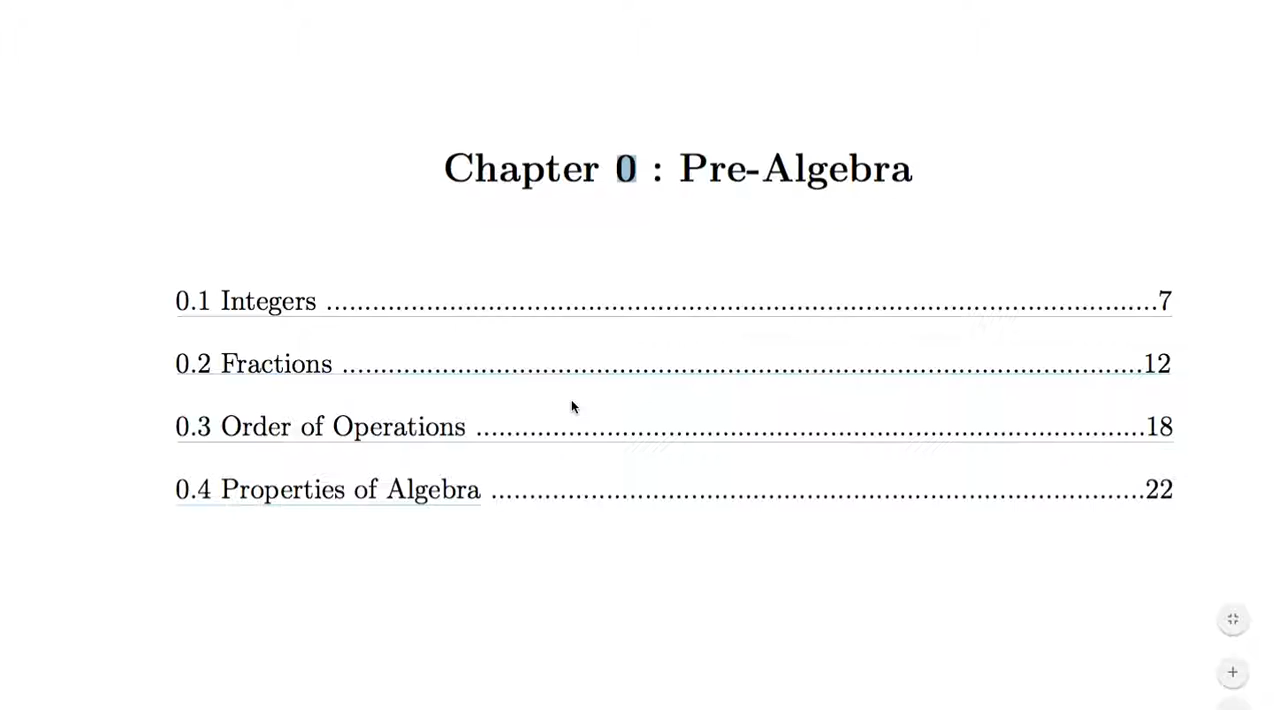 Chapter 0 : Pre-Algebra
0.1 Integers ........................................................................................................7
0.2 Fractions ....................................................................................................12
0.3 Order of Operations ....................................................................................18
0.4 Properties of Algebra ..................................................................................22